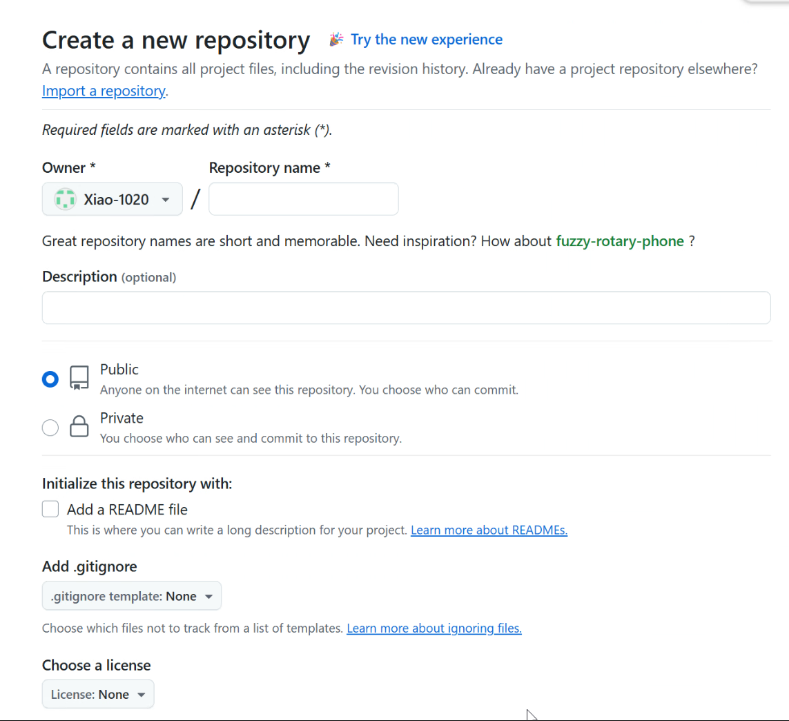 Create a new repository 🎉 Try the new experience
A repository contains all project files, including the revision history. Already have a project repository elsewhere?
Import a repository.
Required fields are marked with an asterisk (*).
Owner * Repository name *
Xiao-1020 /
Great repository names are short and memorable. Need inspiration? How about fuzzy-rotary-phone ?
Description (optional)
Public
Anyone on the internet can see this repository. You choose who can commit.
Private
You choose who can see and commit to this repository.
Initialize this repository with:
Add a README file
This is where you can write a long description for your project. Learn more about READMEs.
Add .gitignore
.gitignore template: None
Choose which files not to track from a list of templates. Learn more about ignoring files.
Choose a license
License: None